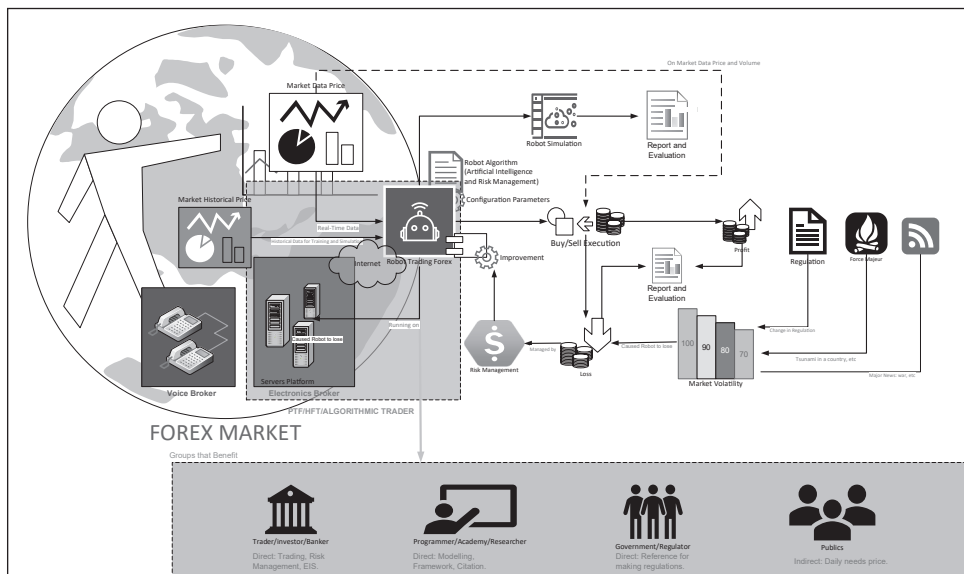 On Market Data Price and Volume
Market Data Price
Robot Simulation
Report and
Evaluation
Robot Algorithm
(Artificial Intelligence
and Risk Management)
Configuration Parameters
Market Historical Price
Real-Time Data
Historical Data for Training and Simulator
Robot Trading Forex
Internet
Improvement
Buy/Sell Execution
Profit
Regulation
Force Majeur
Report and
Evaluation
Running on
Caused Robot to lose
Servers Platform
Voice Broker
Electronics Broker
Risk Management
Managed by
Loss
Caused Robot to lose
100
90
80
70
Market Volatility
Change in Regulation
Tsunami in a country, etc
Major News: war, etc
PTF/HFT/ALGORITHMIC TRADER
FOREX MARKET
Groups that Benefit
Trader/Investor/Banker
Direct: Trading, Risk
Management, EIS.
Programmer/Academy/Researcher
Direct: Modelling,
Framework, Citation.
Government/Regulator
Direct: Reference for
making regulations.
Publics
Indirect: Daily needs price.